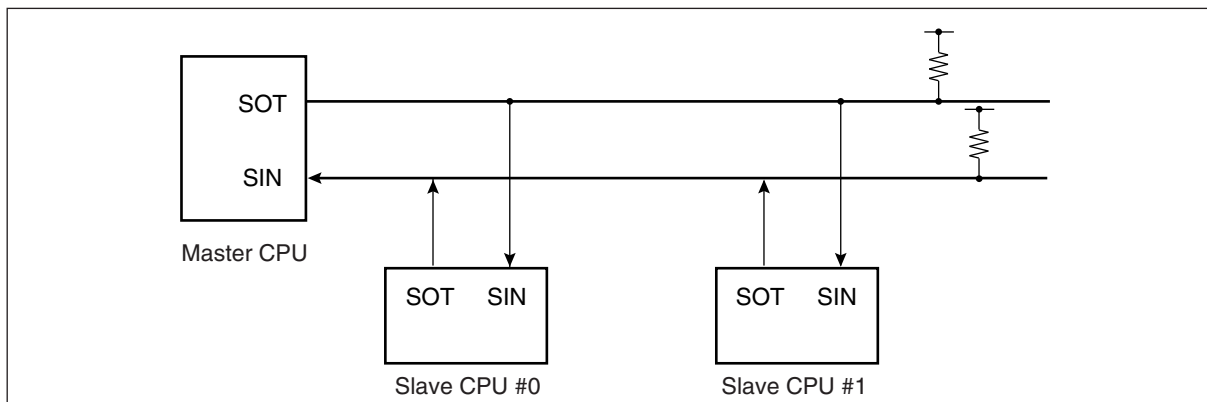 SOT
SIN
Master CPU
SOT SIN
SOT SIN
Slave CPU #0
Slave CPU #1